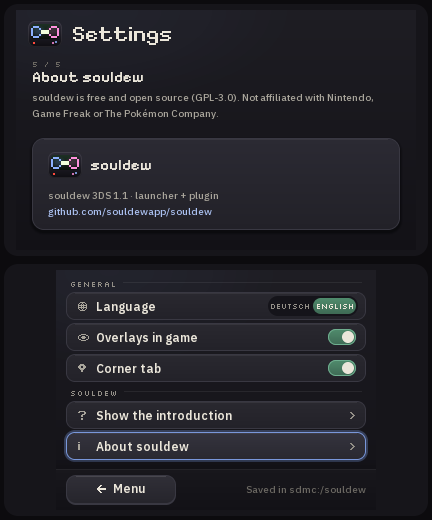 Settings
5 / 5
About souldew
souldew is free and open source (GPL-3.0). Not affiliated with Nintendo,
Game Freak or The Pokémon Company.
souldew
souldew 3DS 1.1 · launcher + plugin
github.com/souldewapp/souldew
GENERAL
Language DEUTSCH ENGLISH
Overlays in game
Corner tab
SOULDEW
? Show the introduction >
i About souldew >
← Menu Saved in sdmc:/souldew